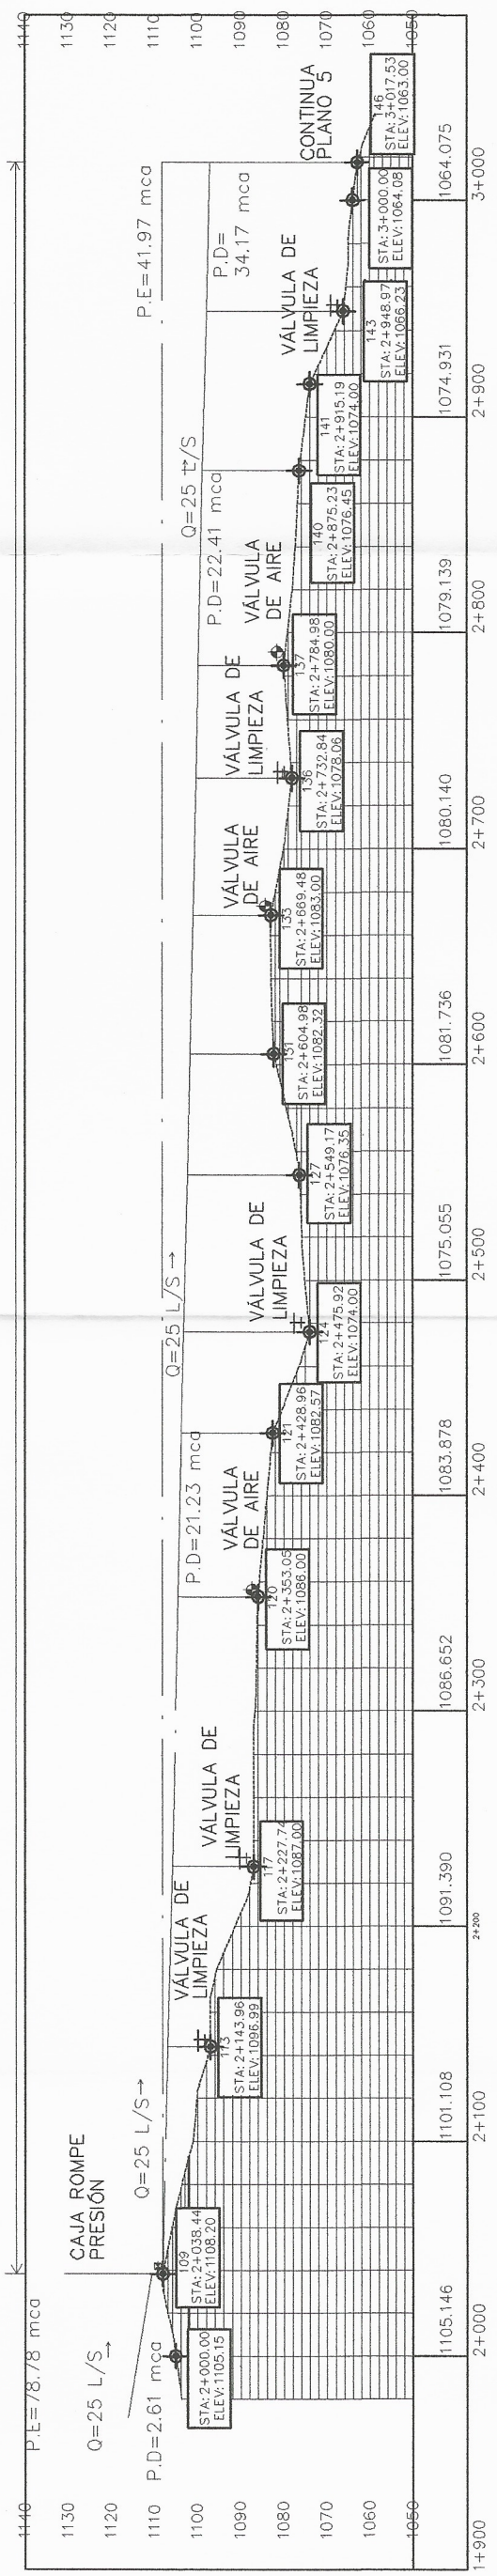 1140
1130
1120
1110
1100
1090
1080
1070
1060
1050
P.E=78.78 mca
Q=25 L/S→
P.D=2.61 mca
CAJA ROMPE
PRESIÓN
Q=25 L/S→
STA: 2+000.00
ELEV:1105.15
109
STA: 2+038.44
ELEV:1108.20
113
STA: 2+143.96
ELEV:1096.99
VÁLVULA DE
LIMPIEZA
117
STA: 2+227.74
ELEV:1087.00
VÁLVULA DE
LIMPIEZA
120
STA: 2+353.05
ELEV:1086.00
VÁLVULA
DE AIRE
P.D=21.23 mca
121
STA: 2+428.96
ELEV:1082.57
124
STA: 2+475.92
ELEV:1074.00
VÁLVULA DE
LIMPIEZA
Q=25 L/S→
127
STA: 2+549.17
ELEV:1076.35
131
STA: 2+604.98
ELEV:1082.32
133
STA: 2+669.48
ELEV:1083.00
VÁLVULA
DE AIRE
136
STA: 2+732.84
ELEV:1078.06
VÁLVULA DE
LIMPIEZA
137
STA: 2+784.98
ELEV:1080.00
VÁLVULA
DE AIRE
P.D=22.41 mca
Q=25 L/S
140
STA: 2+875.23
ELEV:1076.45
141
STA: 2+915.19
ELEV:1074.00
143
STA: 2+948.97
ELEV:1066.23
VÁLVULA DE
LIMPIEZA
P.D=
34.17 mca
P.E=41.97 mca
STA: 3+000.00
ELEV:1064.08
146
STA: 3+017.53
ELEV:1063.00
CONTINUA
PLANO 5
1140
1130
1120
1110
1100
1090
1080
1070
1060
1050
1105.146
1101.108
1091.390
1086.652
1083.878
1075.055
1081.736
1080.140
1079.139
1074.931
1064.075
1+900
2+000
2+100
2+200
2+300
2+400
2+500
2+600
2+700
2+800
2+900
3+000